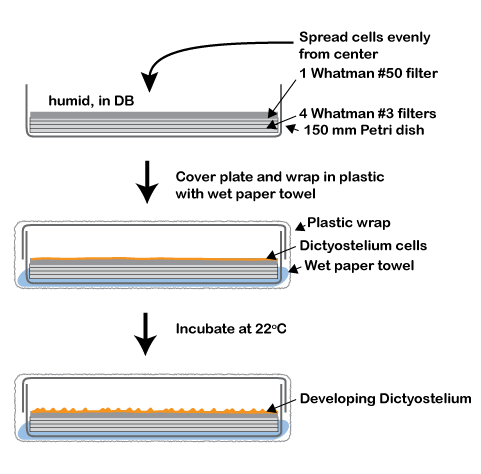 Spread cells evenly
from center
1 Whatman #50 filter
humid, in DB
4 Whatman #3 filters
150 mm Petri dish
Cover plate and wrap in plastic
with wet paper towel
Plastic wrap
Dictyostelium cells
Wet paper towel
Incubate at 22°C
Developing Dictyostelium